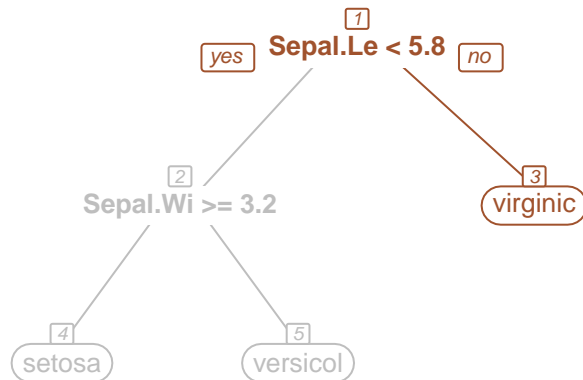 1
yes
Sepal.Le < 5.8
no
2
Sepal.Wi >= 3.2
3
virginic
4
setosa
5
versicol